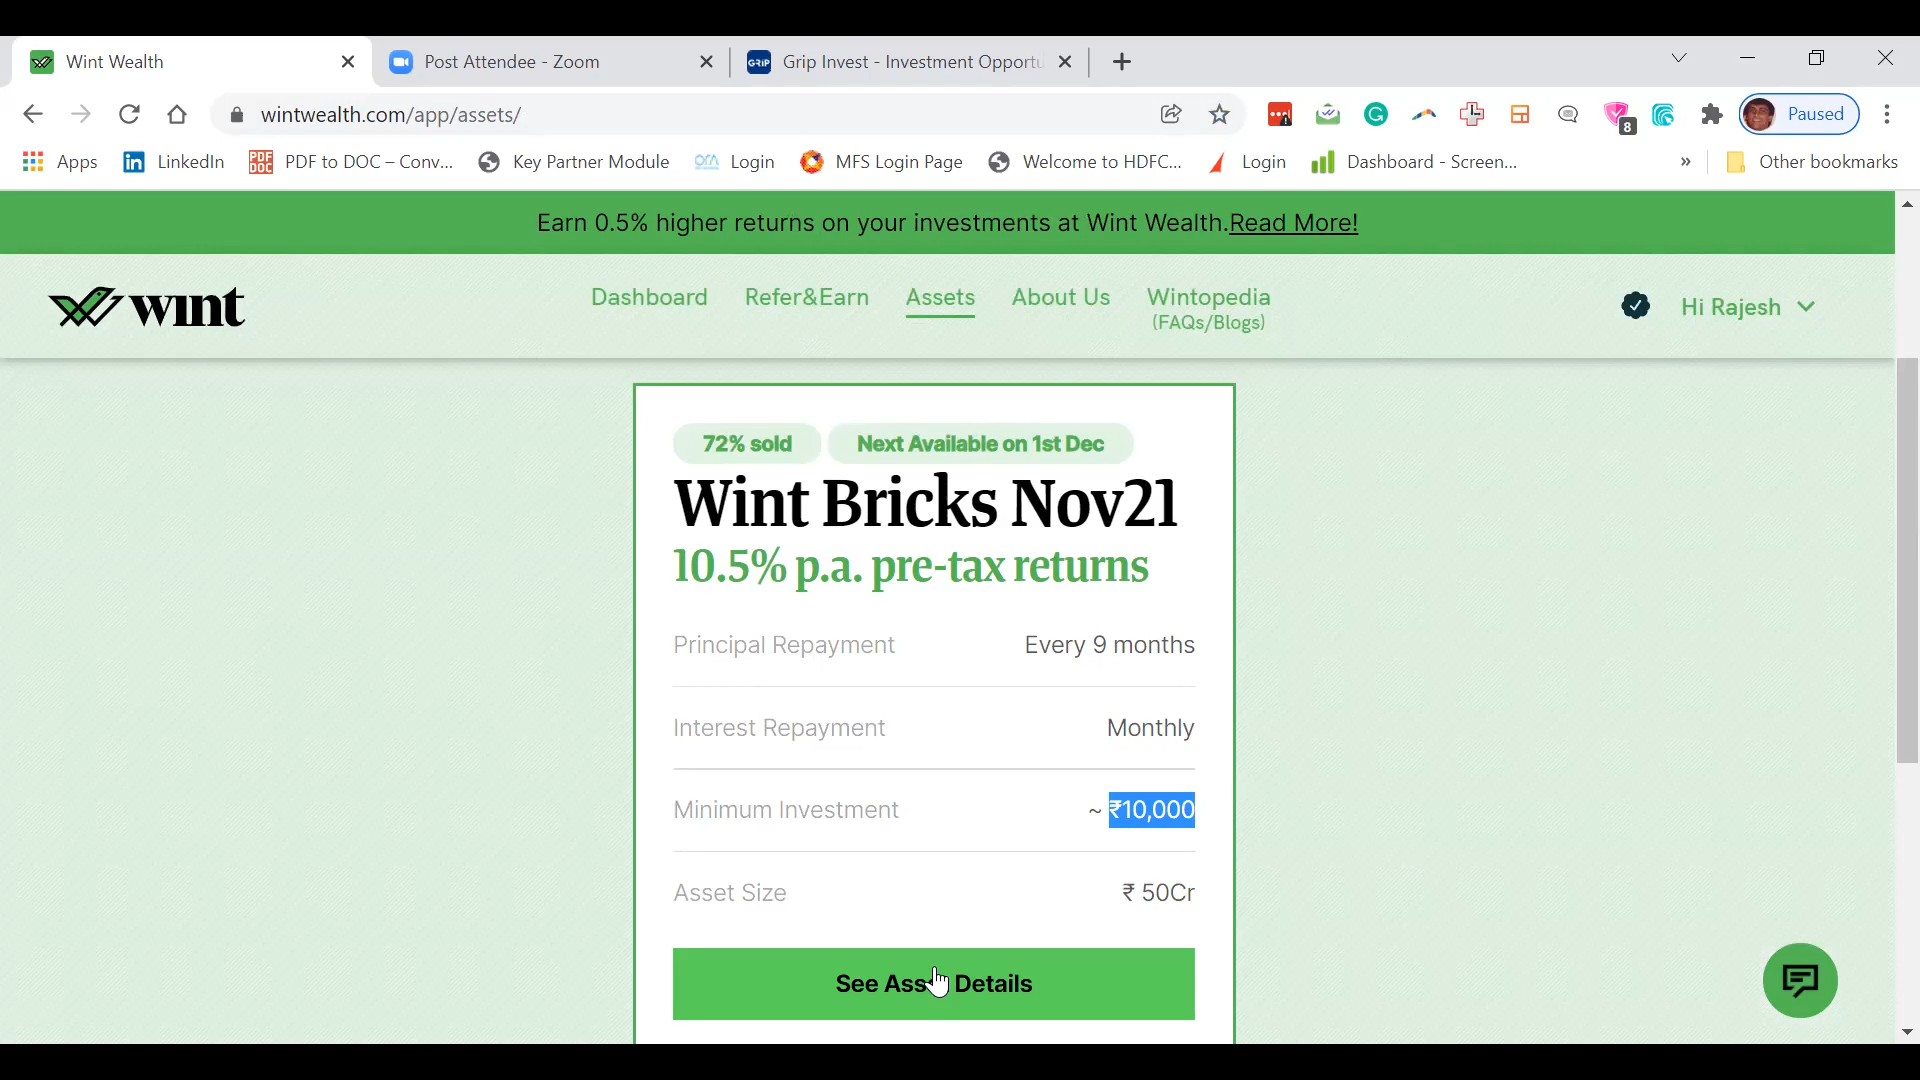 Wint Wealth
Post Attendee - Zoom
GRIP
Grip Invest - Investment Opportu
wintwealth.com/app/assets/
8
Paused
Apps
LinkedIn
PDF DOC
PDF to DOC – Conv...
Key Partner Module
Login
MFS Login Page
Welcome to HDFC...
Login
Dashboard - Screen...
»
Other bookmarks
Earn 0.5% higher returns on your investments at Wint Wealth.Read More!
wint
Dashboard
Refer&Earn
Assets
About Us
Wintopedia
(FAQs/Blogs)
Hi Rajesh
72% sold
Next Available on 1st Dec
Wint Bricks Nov21
10.5% p.a. pre-tax returns
Principal Repayment Every 9 months
Interest Repayment Monthly
Minimum Investment ~ ₹10,000
Asset Size ₹ 50Cr
See Ass Details